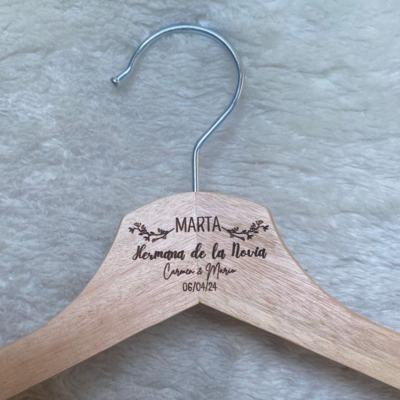 MARTA
Hermana de la Novia
Carmen & Mario
06/04/24